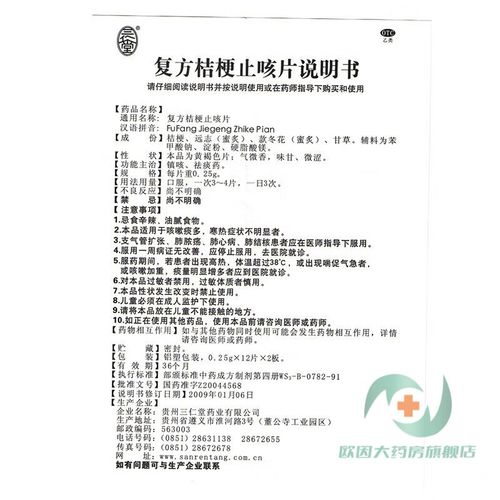 三仁堂
OTC
乙类
复方桔梗止咳片说明书
请仔细阅读说明书并按说明使用或在药师指导下购买和使用
【药品名称】
通用名称：复方桔梗止咳片
汉语拼音：FuFang Jiegeng Zhike Pian
【成　　份】桔梗、远志（蜜炙）、款冬花（蜜炙）、甘草。辅料为苯
甲酸钠、淀粉、硬脂酸镁。
【性　　状】本品为黄褐色片；气微香，味甘、微涩。
【功能主治】镇咳、祛痰药。
【规　　格】每片重0.25g。
【用法用量】口服，一次3～4片，一日3次。
【不良反应】尚不明确
【禁　　忌】尚不明确
【注意事项】
1.忌食辛辣、油腻食物。
2.本品适用于咳嗽痰多，寒热症状不明显者。
3.支气管扩张、肺脓疡、肺心病、肺结核患者应在医师指导下服用。
4.服用一周病证无改善，应停止服用，去医院就诊。
5.服药期间，若患者出现高热，体温超过38℃，或出现喘促气急者，
或咳嗽加重，痰量明显增多者应到医院就诊。
6.对本品过敏者禁用，过敏体质者慎用。
7.本品性状发生改变时禁止使用。
8.儿童必须在成人监护下使用。
9.请将本品放在儿童不能接触的地方。
10.如正在使用其他药品，使用本品前请咨询医师或药师。
【药物相互作用】如与其他药物同时使用可能会发生药物相互作用，详情
请咨询医师或药师。
【贮　　藏】密封。
【包　　装】铝塑包装，0.25g×12片×2板。
【有 效 期】36个月
【执行标准】部颁标准中药成方制剂第四册WS₃-B-0782-91
【批准文号】国药准字Z20044568
【说明书修订日期】2009年01月06日
【生产企业】
企业名称：贵州三仁堂药业有限公司
生产地址：贵州省遵义市淮河路3号（董公寺工业园区）
邮政编码：563003
电话号码：(0851) 28631138　28672655
传真号码：(0851) 28672678
网　　址：www.sanrentang.com.cn
如有问题可与生产企业联系
欧因大药房旗舰店